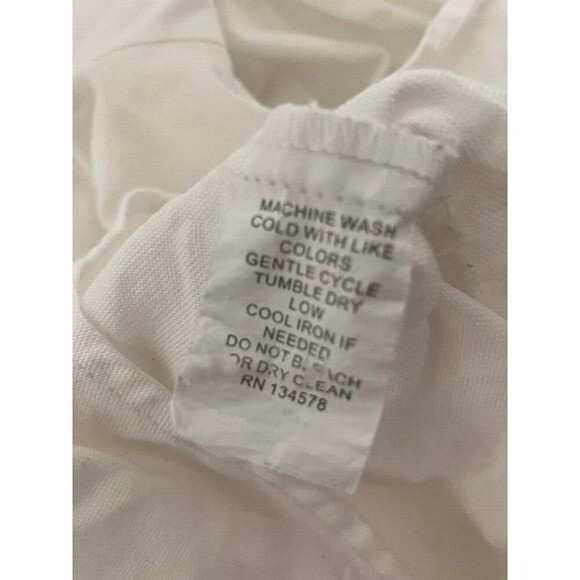 MACHINE WASH
COLD WITH LIKE
COLORS
GENTLE CYCLE
TUMBLE DRY
LOW
COOL IRON IF
NEEDED
DO NOT BLEACH
OR DRY CLEAN
RN 134578